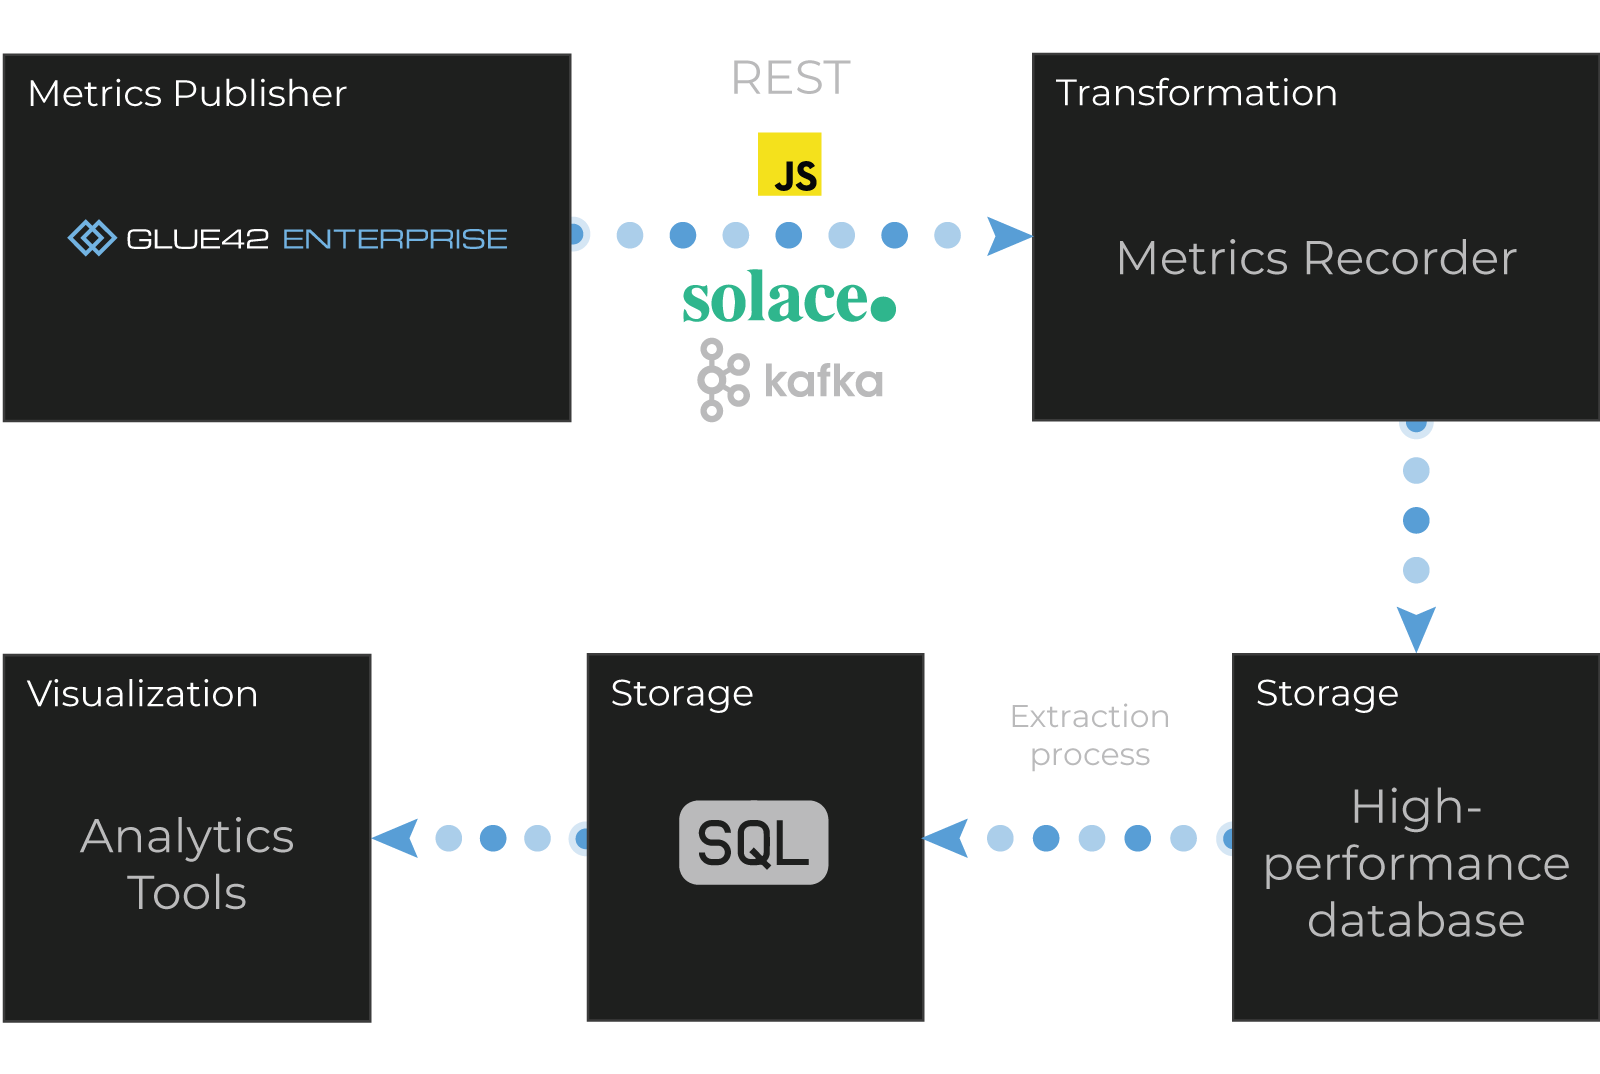 Metrics Publisher
GLUE42 ENTERPRISE
REST
JS
solace.
kafka
Transformation
Metrics Recorder
Visualization
Analytics
Tools
Storage
SQL
Extraction
process
Storage
High-
performance
database